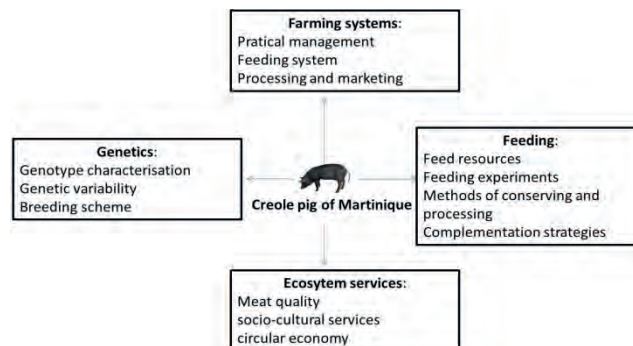 Farming systems:
Pratical management
Feeding system
Processing and marketing
Genetics:
Genotype characterisation
Genetic variability
Breeding scheme
Creole pig of Martinique
Feeding:
Feed resources
Feeding experiments
Methods of conserving and
processing
Complementation strategies
Ecosytem services:
Meat quality
socio-cultural services
circular economy